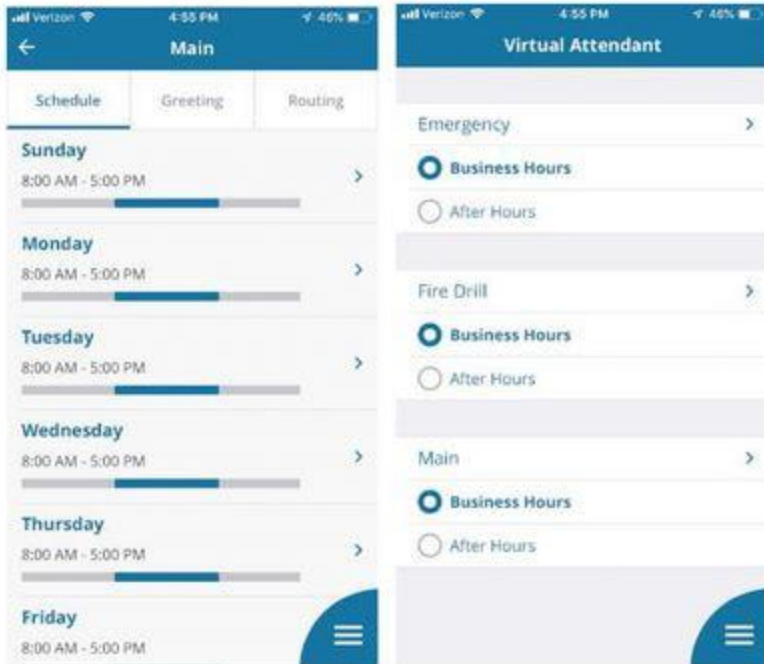 Verizon 4:55 PM 46%
Main
Schedule Greeting Routing
Sunday
8:00 AM - 5:00 PM
Monday
8:00 AM - 5:00 PM
Tuesday
8:00 AM - 5:00 PM
Wednesday
8:00 AM - 5:00 PM
Thursday
8:00 AM - 5:00 PM
Friday
8:00 AM - 5:00 PM
Verizon 4:55 PM 46%
Virtual Attendant
Emergency
Business Hours
After Hours
Fire Drill
Business Hours
After Hours
Main
Business Hours
After Hours